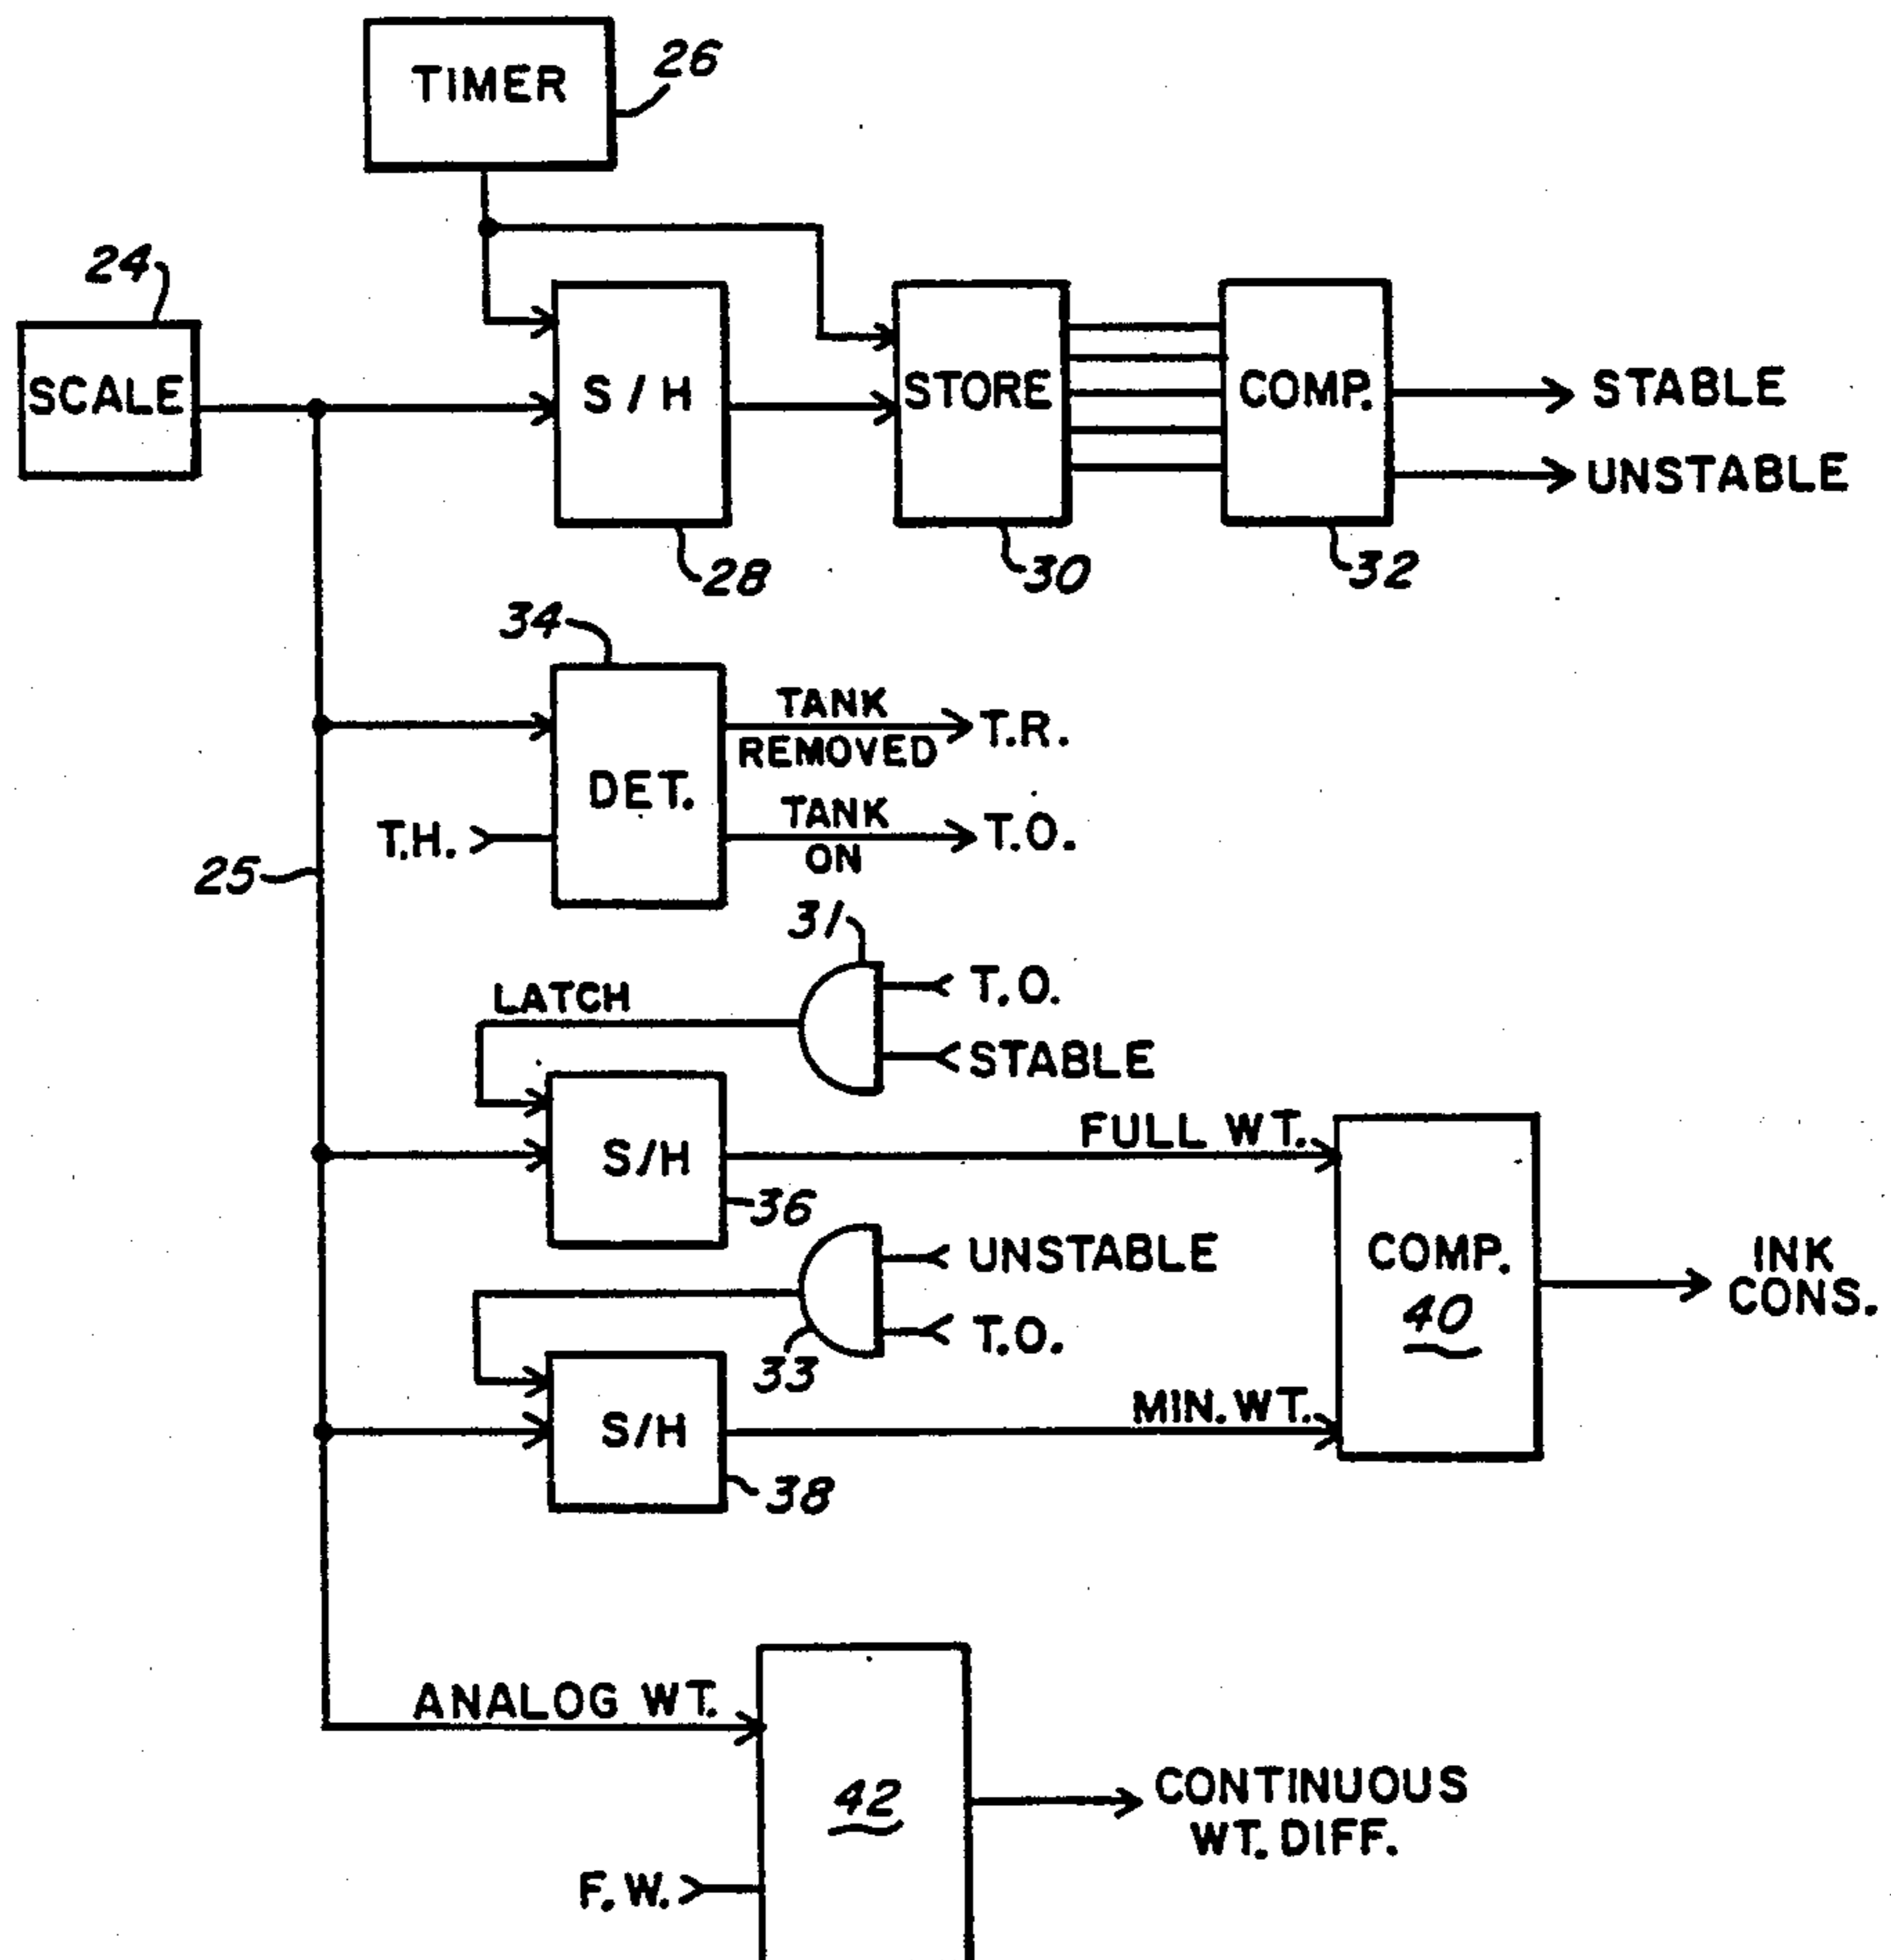 TIMER
26
24
SCALE
S / H
STORE
COMP.
STABLE
UNSTABLE
28
30
32
34
TANK
REMOVED
T.R.
DET.
T.H.
TANK
ON
T.O.
25
31
LATCH
T.O.
STABLE
S/H
36
FULL WT.
UNSTABLE
T.O.
33
COMP.
40
INK
CONS.
S/H
38
MIN. WT.
ANALOG WT.
42
CONTINUOUS
WT. DIFF.
F.W.